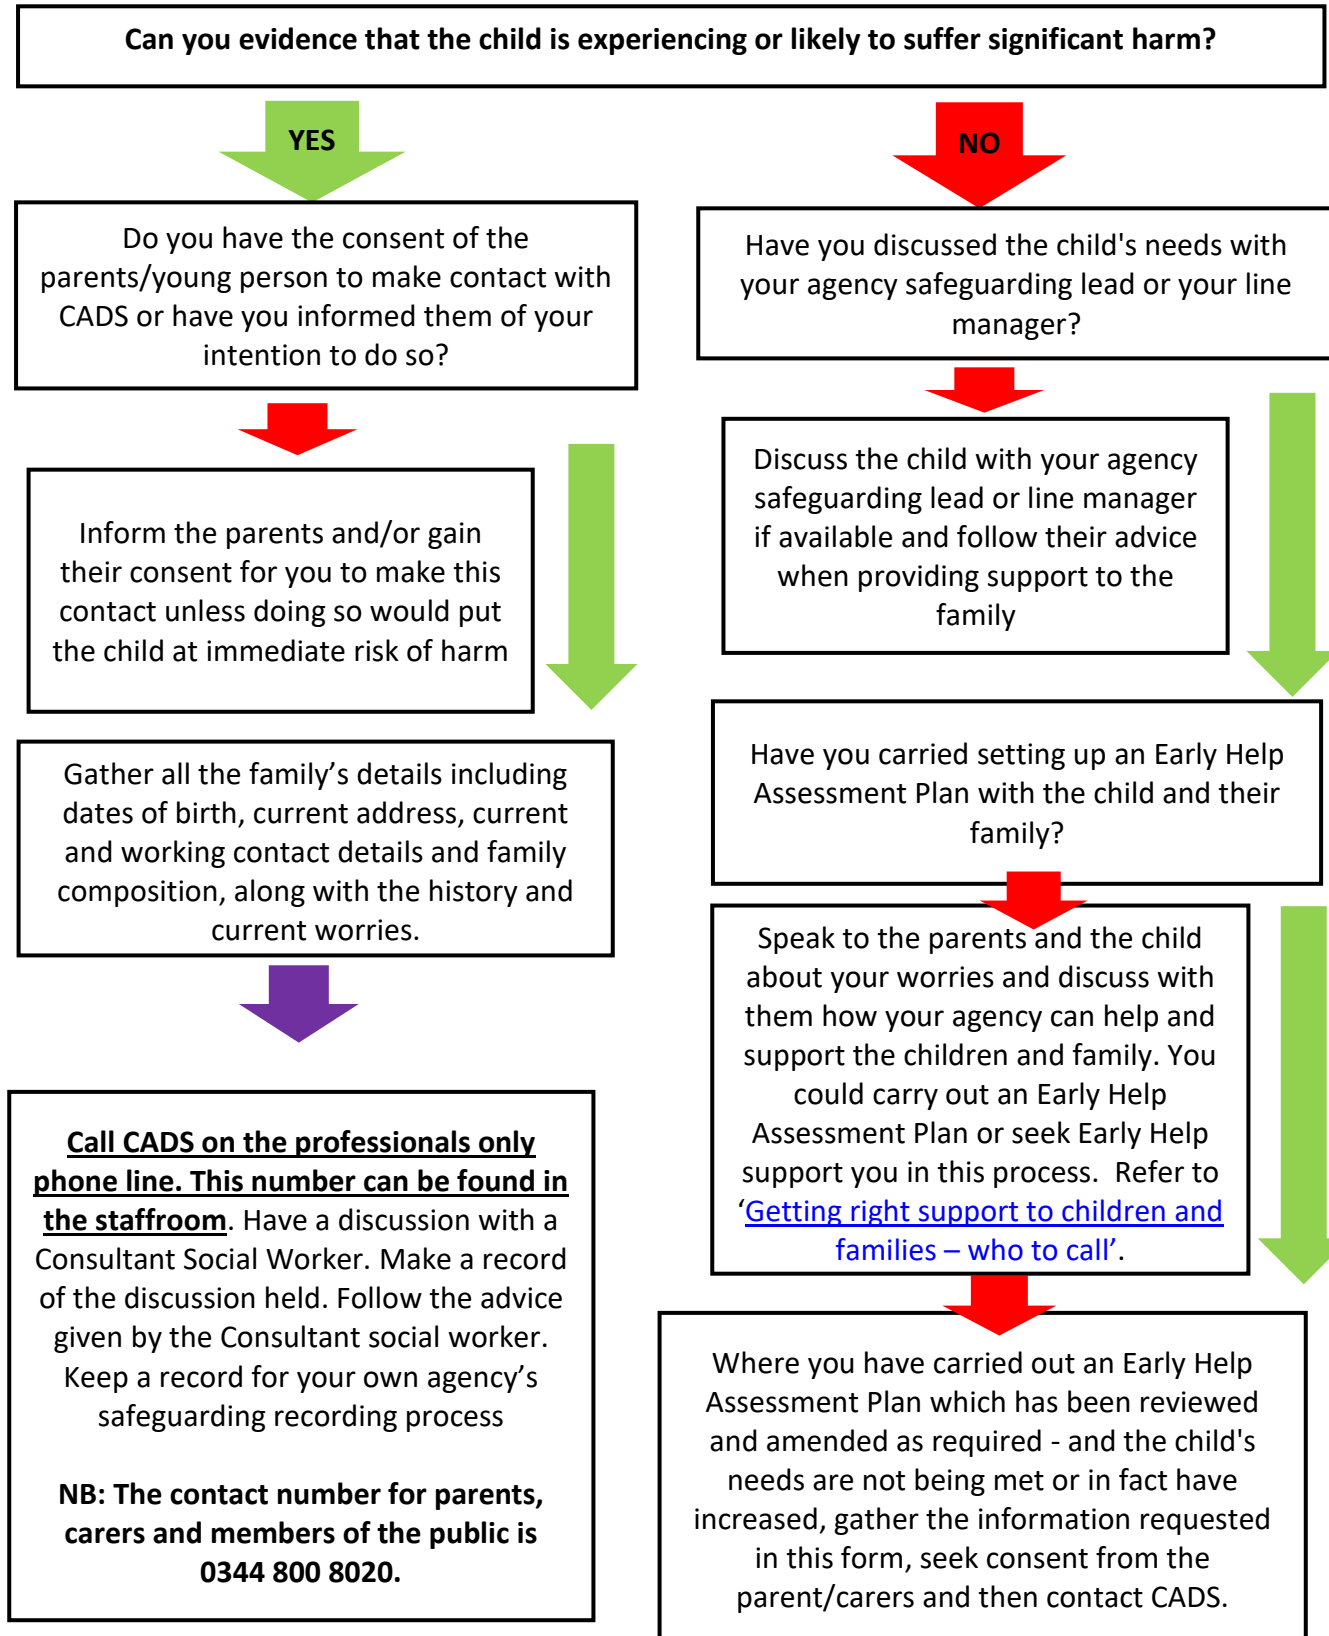 Can you evidence that the child is experiencing or likely to suffer significant harm?
YES
NO
Do you have the consent of the
parents/young person to make contact with
CADS or have you informed them of your
intention to do so?
Have you discussed the child's needs with
your agency safeguarding lead or your line
manager?
Inform the parents and/or gain
their consent for you to make this
contact unless doing so would put
the child at immediate risk of harm
Discuss the child with your agency
safeguarding lead or line manager
if available and follow their advice
when providing support to the
family
Gather all the family’s details including
dates of birth, current address, current
and working contact details and family
composition, along with the history and
current worries.
Have you carried setting up an Early Help
Assessment Plan with the child and their
family?
Speak to the parents and the child
about your worries and discuss with
them how your agency can help and
support the children and family. You
could carry out an Early Help
Assessment Plan or seek Early Help
support you in this process.  Refer to
‘Getting right support to children and
families – who to call’.
Call CADS on the professionals only
phone line. This number can be found in
the staffroom. Have a discussion with a
Consultant Social Worker. Make a record
of the discussion held. Follow the advice
given by the Consultant social worker.
Keep a record for your own agency’s
safeguarding recording process
NB: The contact number for parents,
carers and members of the public is
0344 800 8020.
Where you have carried out an Early Help
Assessment Plan which has been reviewed
and amended as required - and the child's
needs are not being met or in fact have
increased, gather the information requested
in this form, seek consent from the
parent/carers and then contact CADS.